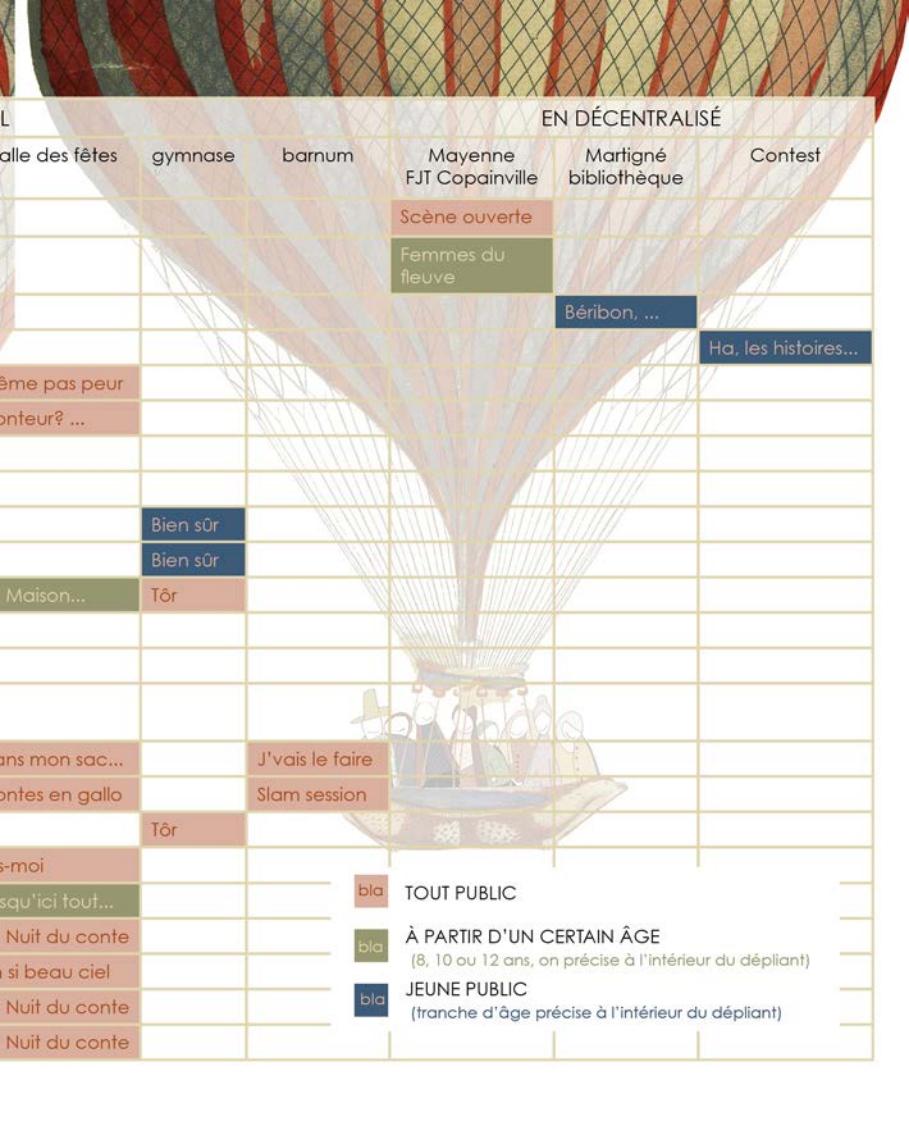 L
EN DÉCENTRALISÉ
alle des fêtes
gymnase
barnum
Mayenne
FJT Copainville
Martigné
bibliothèque
Contest
Scène ouverte
Femmes du
fleuve
Béribon, ...
Ha, les histoires...
ême pas peur
onteur? ...
Bien sûr
Bien sûr
Maison...
Tôr
ans mon sac...
J'vais le faire
ontes en gallo
Slam session
Tôr
s-moi
squ'ici tout...
Nuit du conte
si beau ciel
Nuit du conte
Nuit du conte
bla TOUT PUBLIC
bla À PARTIR D'UN CERTAIN ÂGE
(8, 10 ou 12 ans, on précise à l'intérieur du dépliant)
bla JEUNE PUBLIC
(tranche d'âge précise à l'intérieur du dépliant)